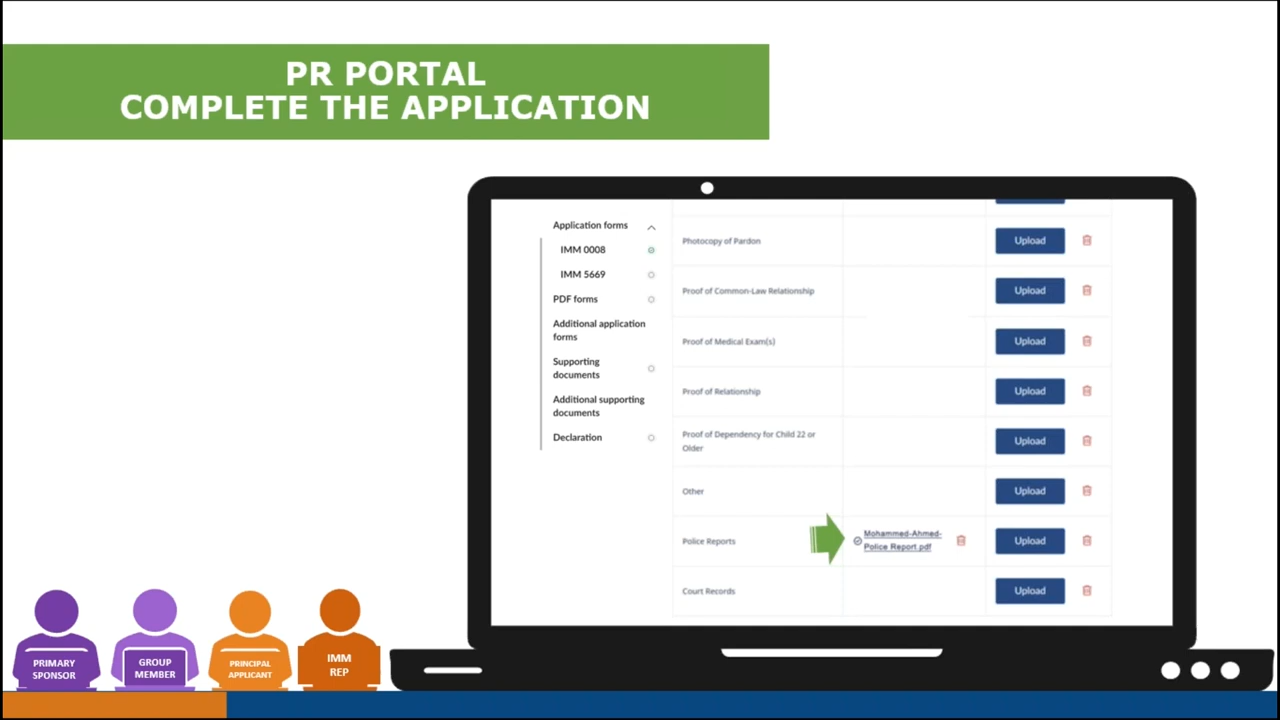 PR PORTAL
COMPLETE THE APPLICATION
Application forms
IMM 0008
IMM 5669
PDF forms
Additional application
forms
Supporting
documents
Additional supporting
documents
Declaration
Photocopy of Pardon
Upload
Proof of Common-Law Relationship
Upload
Proof of Medical Exam(s)
Upload
Proof of Relationship
Upload
Proof of Dependency for Child 22 or
Older
Upload
Other
Upload
Police Reports
Mohammed-Ahmed-
Police Report.pdf
Upload
Court Records
Upload
PRIMARY
SPONSOR
GROUP
MEMBER
PRINCIPAL
APPLICANT
IMM
REP